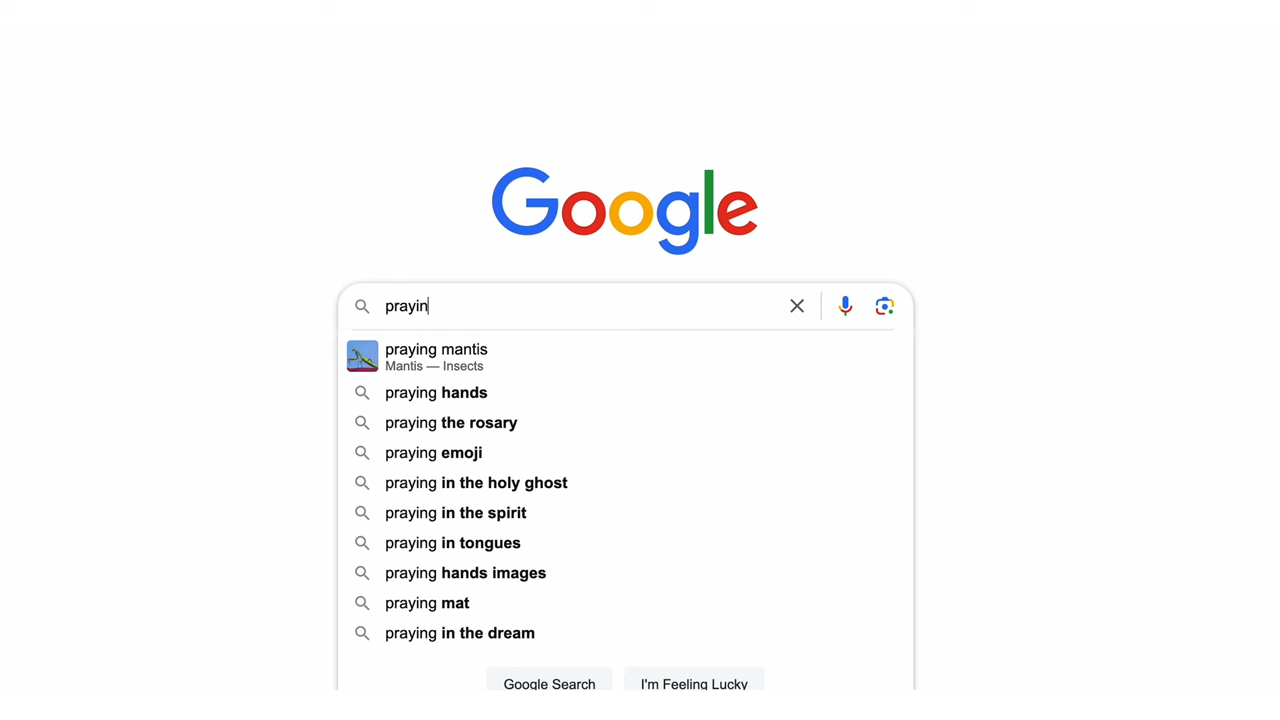 Google
prayin
praying mantis
Mantis — Insects
praying hands
praying the rosary
praying emoji
praying in the holy ghost
praying in the spirit
praying in tongues
praying hands images
praying mat
praying in the dream
Google Search I'm Feeling Lucky